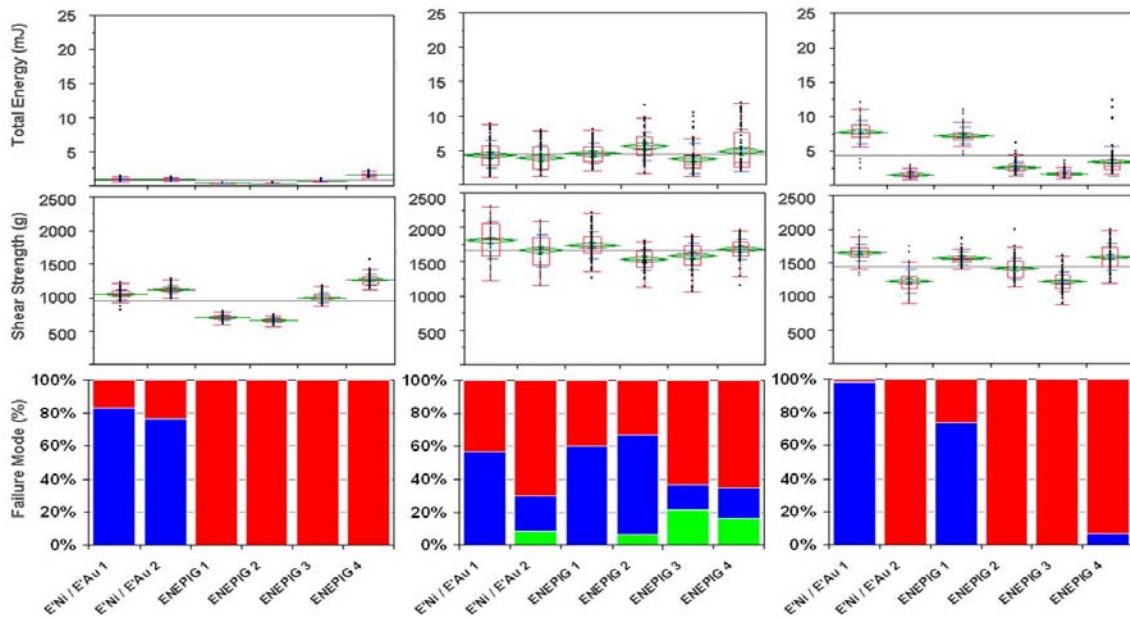 Total Energy (mJ)
25
20
15
10
5
25
20
15
10
5
25
20
15
10
5
Shear Strength (g)
2500
2000
1500
1000
500
2500
2000
1500
1000
500
2500
2000
1500
1000
500
Failure Mode (%)
100%
80%
60%
40%
20%
0%
100%
80%
60%
40%
20%
0%
100%
80%
60%
40%
20%
0%
E'Ni / E'Au 1
E'Ni / E'Au 2
ENEPIG 1
ENEPIG 2
ENEPIG 3
ENEPIG 4
E'Ni / E'Au 1
E'Ni / E'Au 2
ENEPIG 1
ENEPIG 2
ENEPIG 3
ENEPIG 4
E'Ni / E'Au 1
E'Ni / E'Au 2
ENEPIG 1
ENEPIG 2
ENEPIG 3
ENEPIG 4